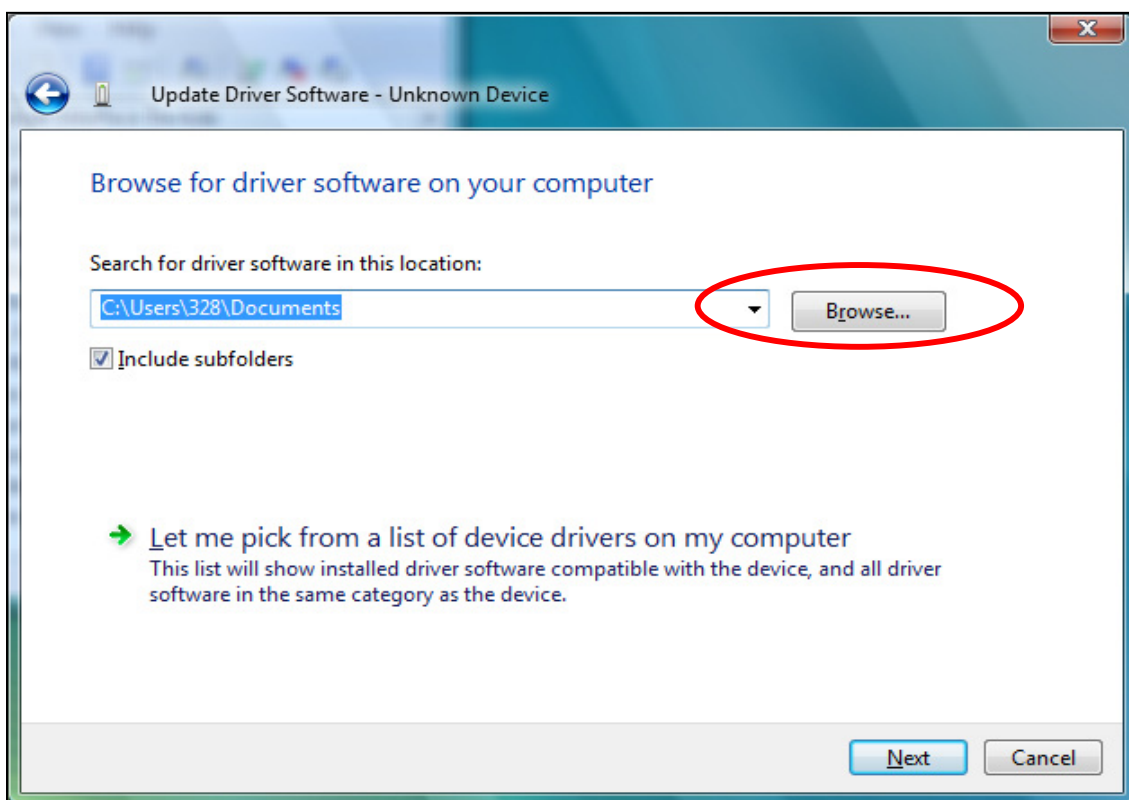 Update Driver Software - Unknown Device
Browse for driver software on your computer
Search for driver software in this location:
C:\Users\328\Documents
Browse...
Include subfolders
Let me pick from a list of device drivers on my computer
This list will show installed driver software compatible with the device, and all driver
software in the same category as the device.
Next
Cancel